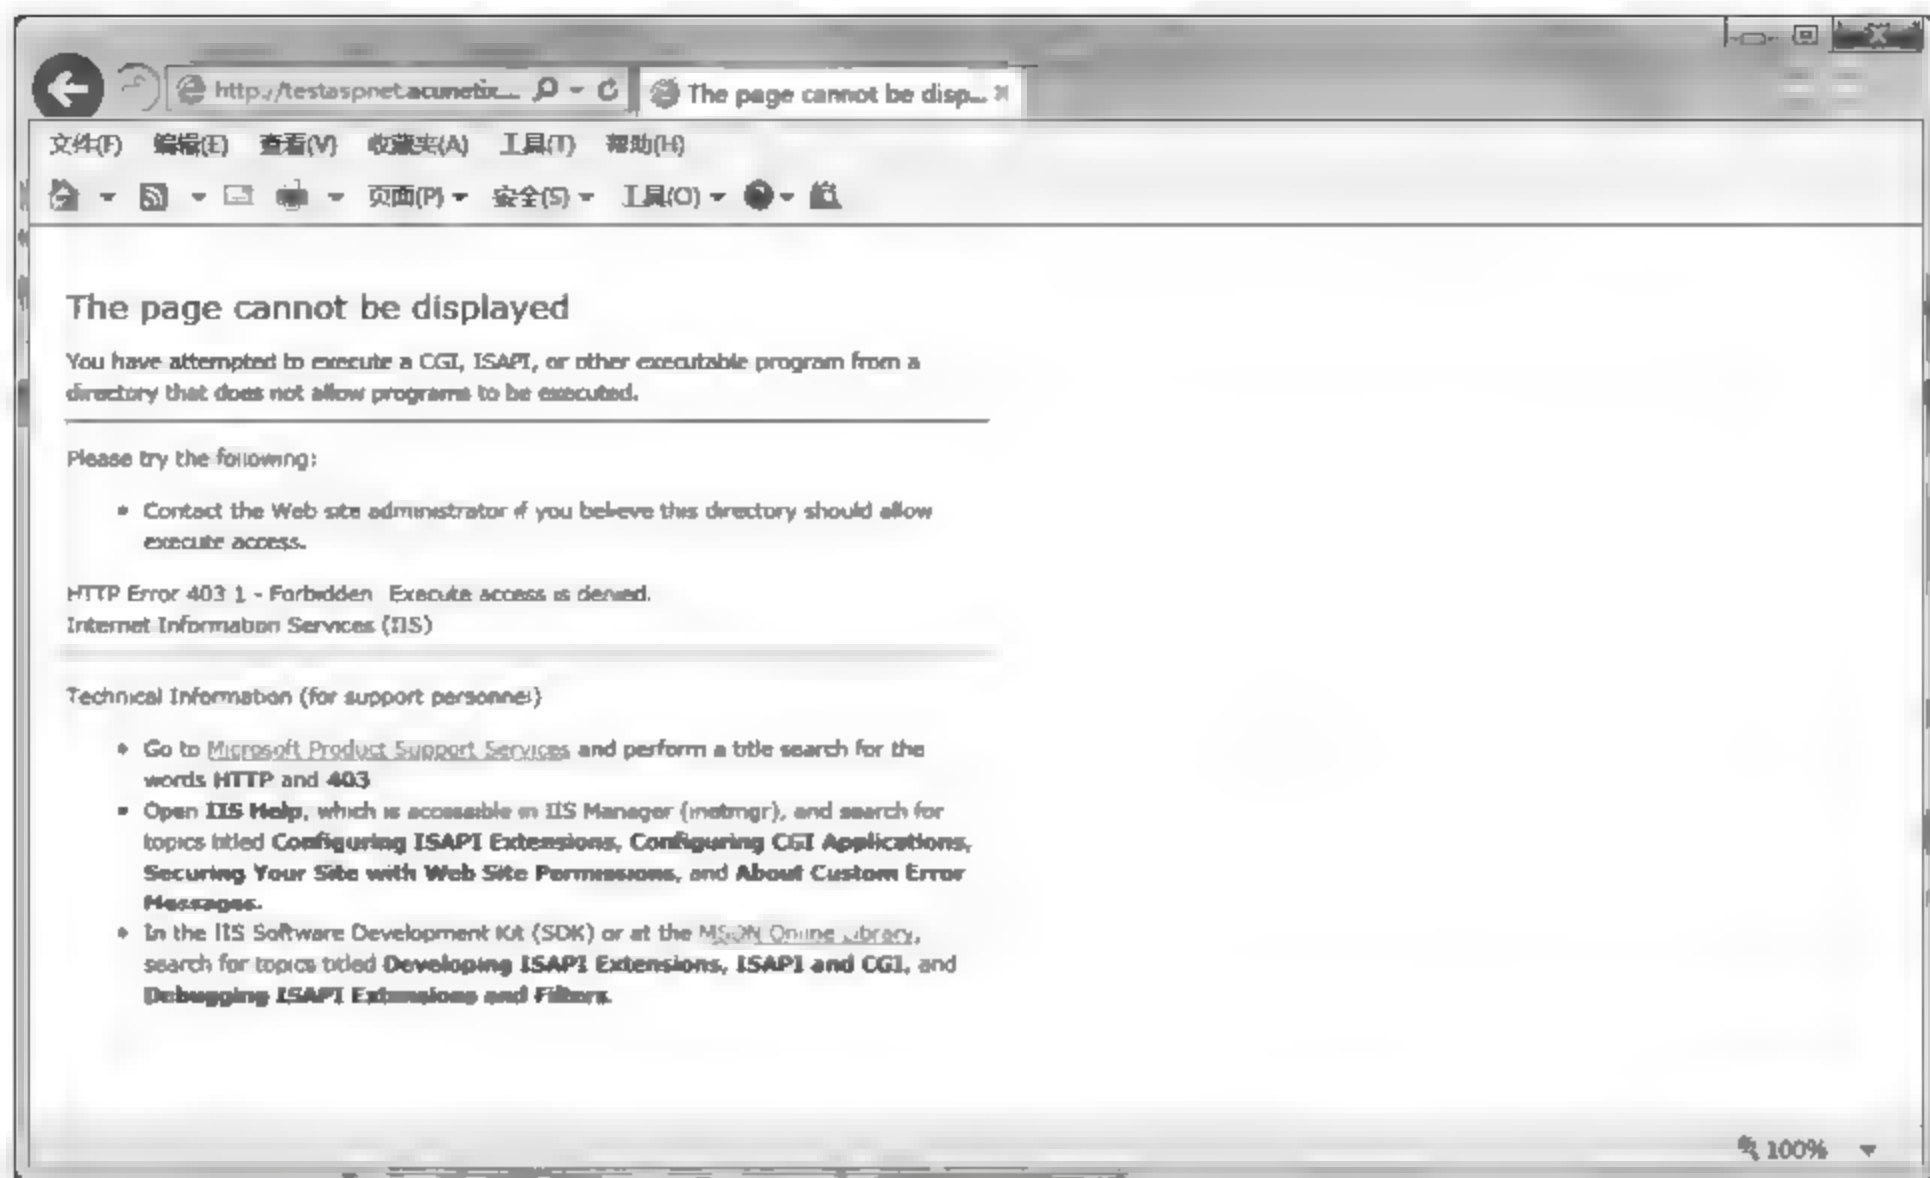 http://testaspnet.acunetix... The page cannot be disp...
文件(F) 编辑(E) 查看(V) 收藏夹(A) 工具(T) 帮助(H)
页面(P) 安全(S) 工具(O)
The page cannot be displayed
You have attempted to execute a CGI, ISAPI, or other executable program from a
directory that does not allow programs to be executed.
Please try the following:
• Contact the Web site administrator if you believe this directory should allow
execute access.
HTTP Error 403 1 - Forbidden Execute access is denied.
Internet Information Services (IIS)
Technical Information (for support personnel)
• Go to Microsoft Product Support Services and perform a title search for the
words HTTP and 403
• Open IIS Help, which is accessible in IIS Manager (inetmgr), and search for
topics titled Configuring ISAPI Extensions, Configuring CGI Applications,
Securing Your Site with Web Site Permissions, and About Custom Error
Messages.
• In the IIS Software Development Kit (SDK) or at the MSDN Online Library,
search for topics titled Developing ISAPI Extensions, ISAPI and CGI, and
Debugging ISAPI Extensions and Filters.
100%